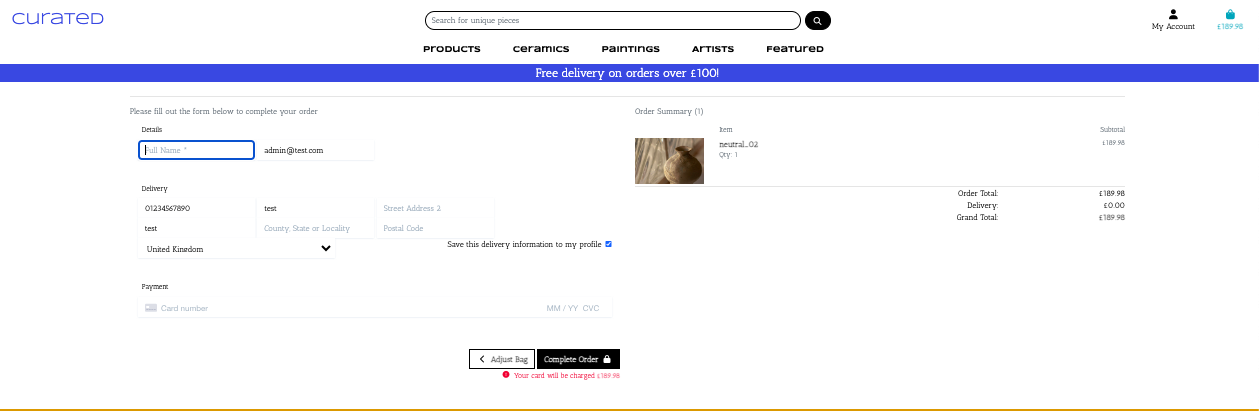 curated
Search for unique pieces
My Account
£189.98
Products
Ceramics
Paintings
Artists
Featured
Free delivery on orders over £100!
Please fill out the form below to complete your order
Details
Full Name *
admin@test.com
Delivery
01234567890
test
Street Address 2
test
County, State or Locality
Postal Code
United Kingdom
Save this delivery information to my profile
Payment
Card number
MM / YY CVC
Adjust Bag
Complete Order
Your card will be charged £189.98
Order Summary (1)
Item
Subtotal
neutral_02
£189.98
Qty: 1
Order Total: £189.98
Delivery: £0.00
Grand Total: £189.98